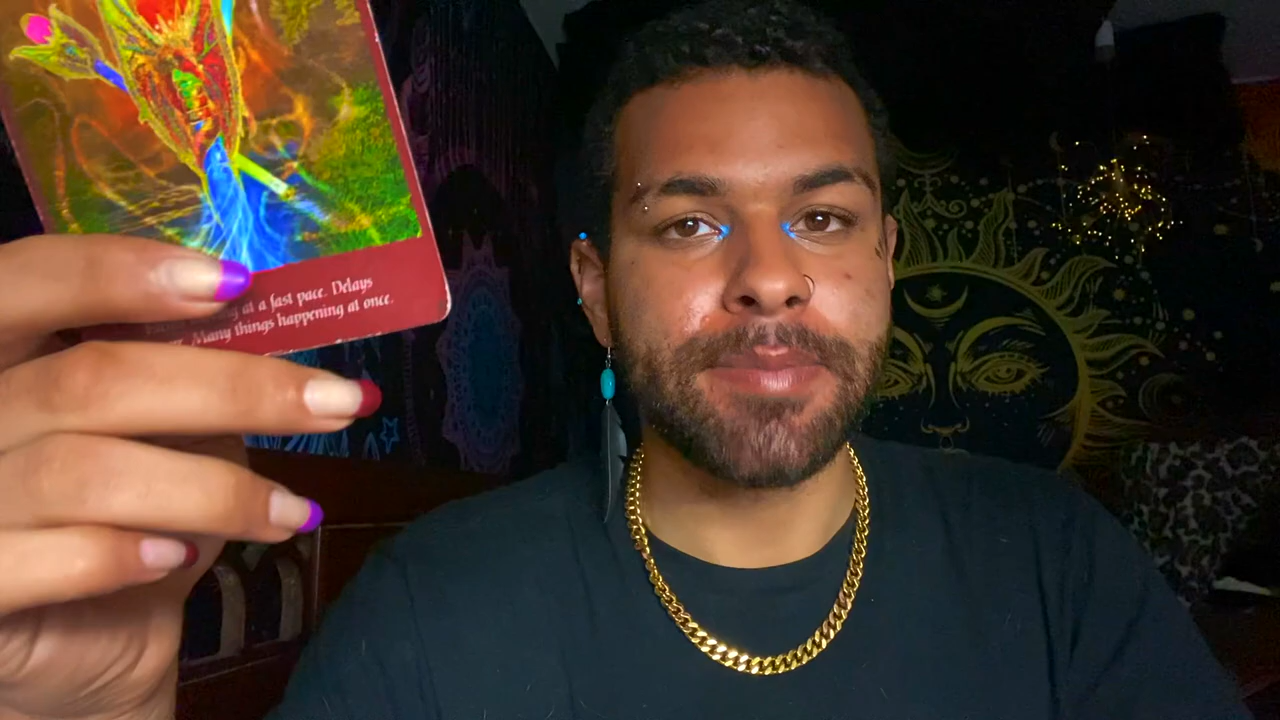 at a fast pace. Delays
Many things happening at once.